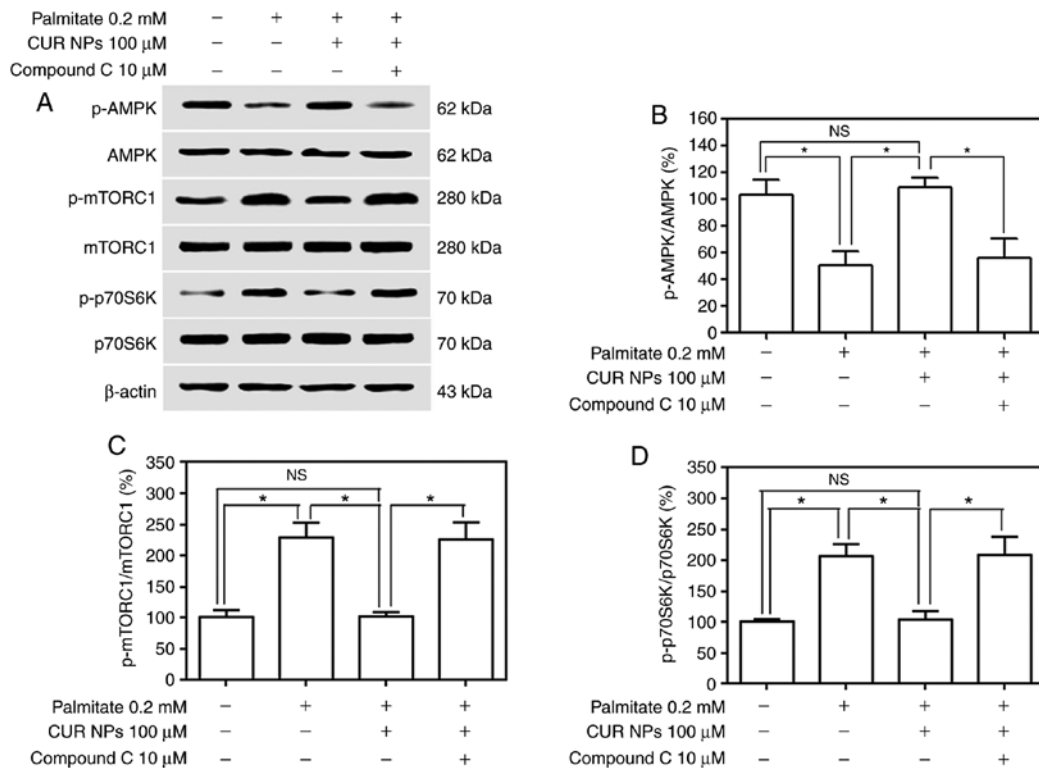 Palmitate 0.2 mM − + + +
CUR NPs 100 μM − − + +
Compound C 10 μM − − − +
A
p-AMPK 62 kDa
AMPK 62 kDa
p-mTORC1 280 kDa
mTORC1 280 kDa
p-p70S6K 70 kDa
p70S6K 70 kDa
β-actin 43 kDa
B
p-AMPK/AMPK (%)
160
140
120
100
80
60
40
20
0
NS
* * *
Palmitate 0.2 mM − + + +
CUR NPs 100 μM − − + +
Compound C 10 μM − − − +
C
p-mTORC1/mTORC1 (%)
350
300
250
200
150
100
50
0
NS
* * *
Palmitate 0.2 mM − + + +
CUR NPs 100 μM − − + +
Compound C 10 μM − − − +
D
p-p70S6K/p70S6K (%)
350
300
250
200
150
100
50
0
NS
* * *
Palmitate 0.2 mM − + + +
CUR NPs 100 μM − − + +
Compound C 10 μM − − − +